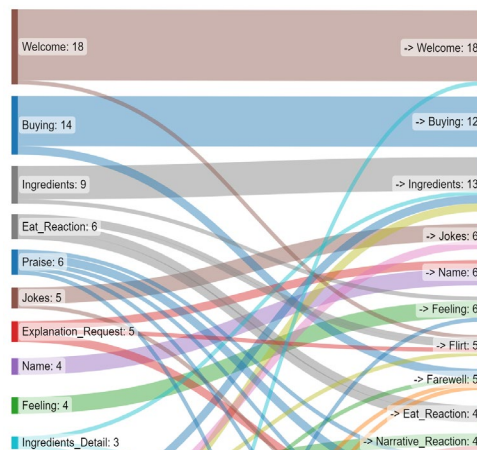 Welcome: 18
-> Welcome: 18
Buying: 14
-> Buying: 12
Ingredients: 9
-> Ingredients: 13
Eat_Reaction: 6
-> Jokes: 6
Praise: 6
-> Name: 6
Jokes: 5
-> Feeling: 6
Explanation_Request: 5
-> Flirt: 5
Name: 4
-> Farewell: 5
Feeling: 4
-> Eat_Reaction: 4
Ingredients_Detail: 3
-> Narrative_Reaction: 4